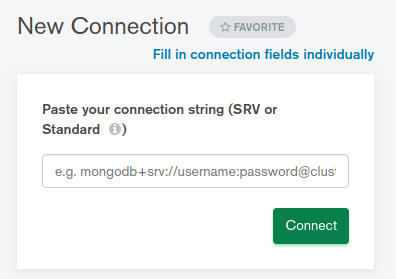 New Connection
FAVORITE
Fill in connection fields individually
Paste your connection string (SRV or
Standard )
e.g. mongodb+srv://username:password@clus
Connect